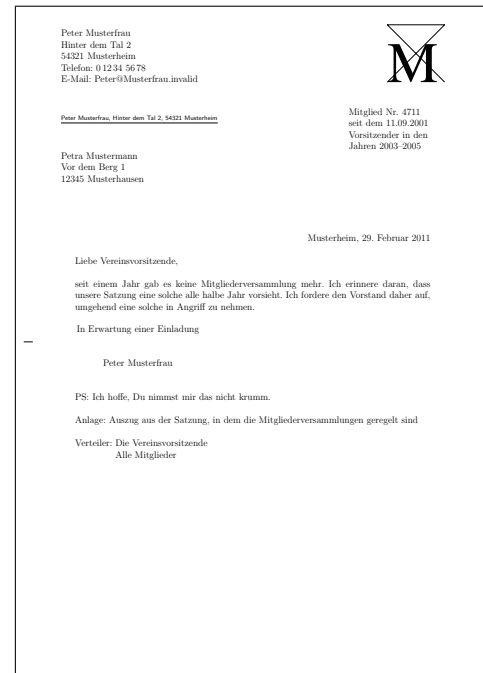 Peter Musterfrau
Hinter dem Tal 2
54321 Musterheim
Telefon: 0 12 34 56 78
E-Mail: Peter@Musterfrau.invalid
M
Peter Musterfrau, Hinter dem Tal 2, 54321 Musterheim
Mitglied Nr. 4711
seit dem 11.09.2001
Vorsitzender in den
Jahren 2003–2005
Petra Mustermann
Vor dem Berg 1
12345 Musterhausen
Musterheim, 29. Februar 2011
Liebe Vereinsvorsitzende,
seit einem Jahr gab es keine Mitgliederversammlung mehr. Ich erinnere daran, dass
unsere Satzung eine solche alle halbe Jahr vorsieht. Ich fordere den Vorstand daher auf,
umgehend eine solche in Angriff zu nehmen.
In Erwartung einer Einladung
Peter Musterfrau
PS: Ich hoffe, Du nimmst mir das nicht krumm.
Anlage: Auszug aus der Satzung, in dem die Mitgliederversammlungen geregelt sind
Verteiler: Die Vereinsvorsitzende
Alle Mitglieder